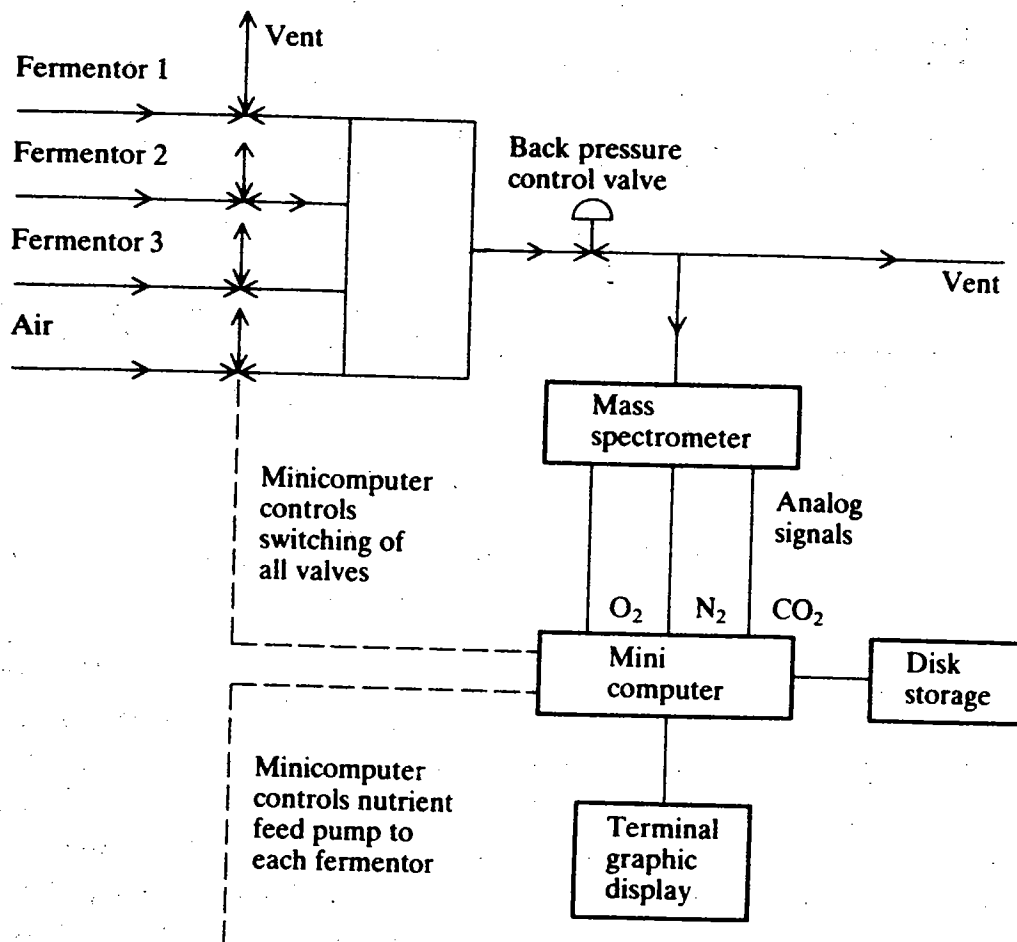 Vent
Fermentor 1
Fermentor 2
Fermentor 3
Air
Back pressure
control valve
Vent
Mass
spectrometer
Minicomputer
controls
switching of
all valves
Analog
signals
O₂
N₂
CO₂
Mini
computer
Disk
storage
Minicomputer
controls nutrient
feed pump to
each fermentor
Terminal
graphic
display